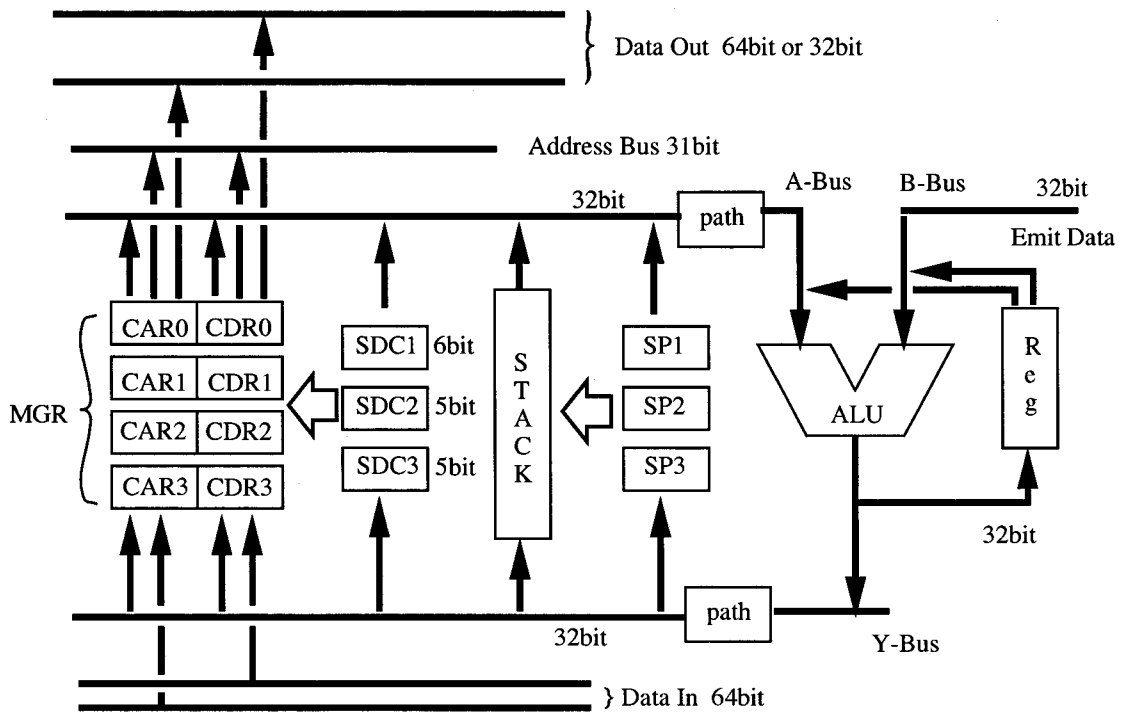 Data Out 64bit or 32bit
Address Bus 31bit
A-Bus
B-Bus
32bit
32bit
path
Emit Data
CAR0 CDR0
CAR1 CDR1
CAR2 CDR2
CAR3 CDR3
MGR
SDC1 6bit
SDC2 5bit
SDC3 5bit
STACK
SP1
SP2
SP3
ALU
Reg
32bit
path
32bit
Y-Bus
} Data In 64bit